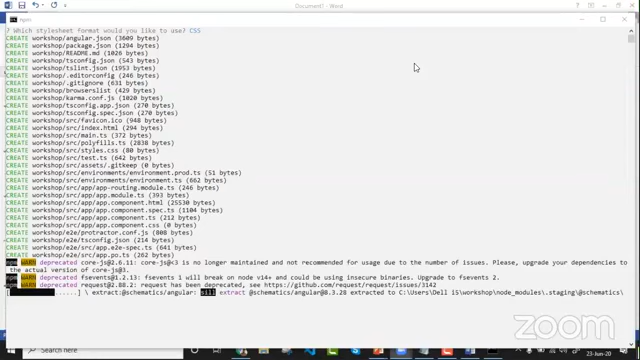 Document1 - Word
npm
? Which stylesheet format would you like to use? CSS
CREATE workshop/angular.json (3609 bytes)
CREATE workshop/package.json (1294 bytes)
CREATE workshop/README.md (1026 bytes)
CREATE workshop/tsconfig.json (543 bytes)
CREATE workshop/tslint.json (1953 bytes)
CREATE workshop/.editorconfig (246 bytes)
CREATE workshop/.gitignore (631 bytes)
CREATE workshop/browserslist (429 bytes)
CREATE workshop/karma.conf.js (1020 bytes)
CREATE workshop/tsconfig.app.json (270 bytes)
CREATE workshop/tsconfig.spec.json (270 bytes)
CREATE workshop/src/favicon.ico (948 bytes)
CREATE workshop/src/index.html (294 bytes)
CREATE workshop/src/main.ts (372 bytes)
CREATE workshop/src/polyfills.ts (2838 bytes)
CREATE workshop/src/styles.css (80 bytes)
CREATE workshop/src/test.ts (642 bytes)
CREATE workshop/src/assets/.gitkeep (0 bytes)
CREATE workshop/src/environments/environment.prod.ts (51 bytes)
CREATE workshop/src/environments/environment.ts (662 bytes)
CREATE workshop/src/app/app-routing.module.ts (246 bytes)
CREATE workshop/src/app/app.module.ts (393 bytes)
CREATE workshop/src/app/app.component.html (25530 bytes)
CREATE workshop/src/app/app.component.spec.ts (1104 bytes)
CREATE workshop/src/app/app.component.ts (212 bytes)
CREATE workshop/src/app/app.component.css (0 bytes)
CREATE workshop/e2e/protractor.conf.js (808 bytes)
CREATE workshop/e2e/tsconfig.json (214 bytes)
CREATE workshop/e2e/src/app.e2e-spec.ts (641 bytes)
CREATE workshop/e2e/src/app.po.ts (262 bytes)
npm WARN deprecated core-js@2.6.11: core-js@<3 is no longer maintained and not recommended for usage due to the number of issues. Please, upgrade your dependencies to
the actual version of core-js@3.
npm WARN deprecated fsevents@1.2.13: fsevents 1 will break on node v14+ and could be using insecure binaries. Upgrade to fsevents 2.
npm WARN deprecated request@2.88.2: request has been deprecated, see https://github.com/request/request/issues/3142
[ ......] \ extract:@schematics/angular: sill extract @schematics/angular@8.3.28 extracted to C:\Users\Dell i5\workshop\node_modules\.staging\@schematics\
zoom
Type here to search
23-Jun-20